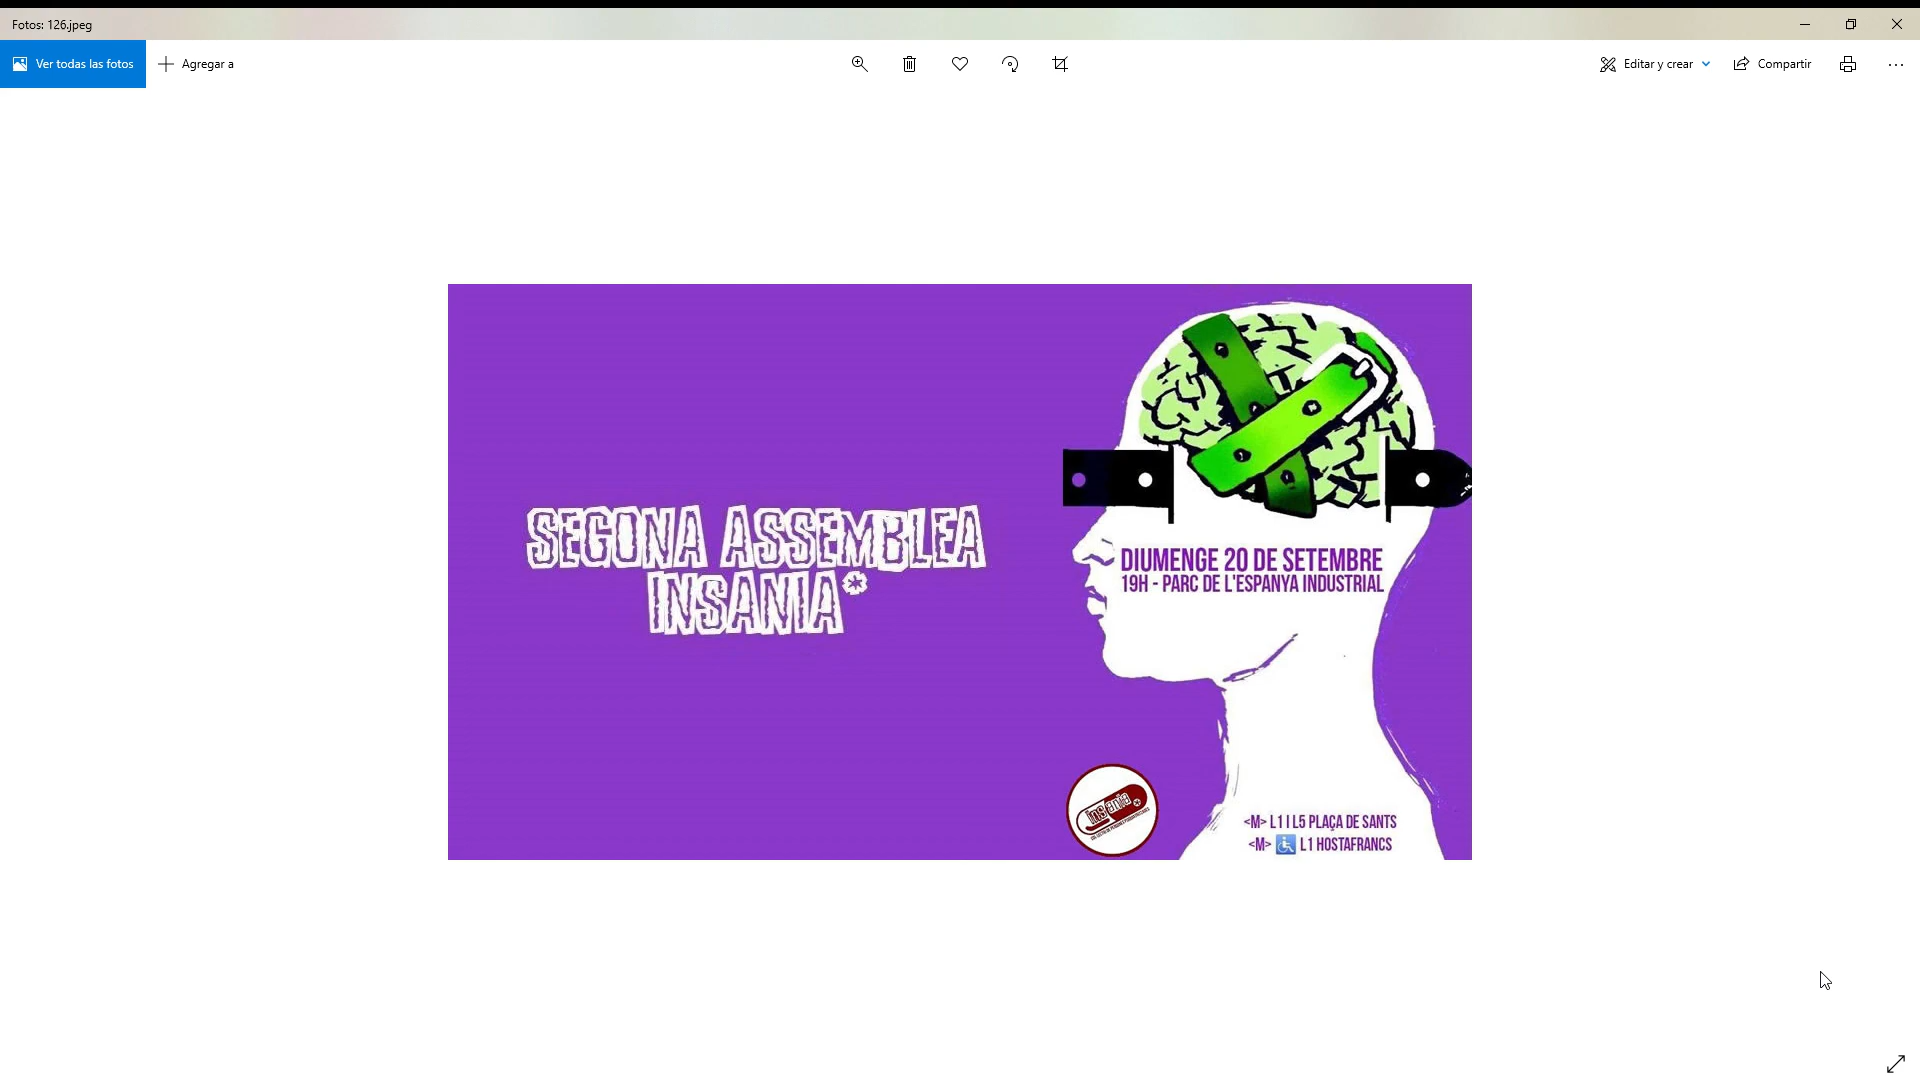 Fotos: 126.jpeg
Ver todas las fotos
Agregar a
Editar y crear
Compartir
SEGONA ASSEMBLEA
INSANIA*
DIUMENGE 20 DE SETEMBRE
19H - PARC DE L'ESPANYA INDUSTRIAL
insania*
<M> L1 I L5 PLAÇA DE SANTS
<M> ♿ L1 HOSTAFRANCS